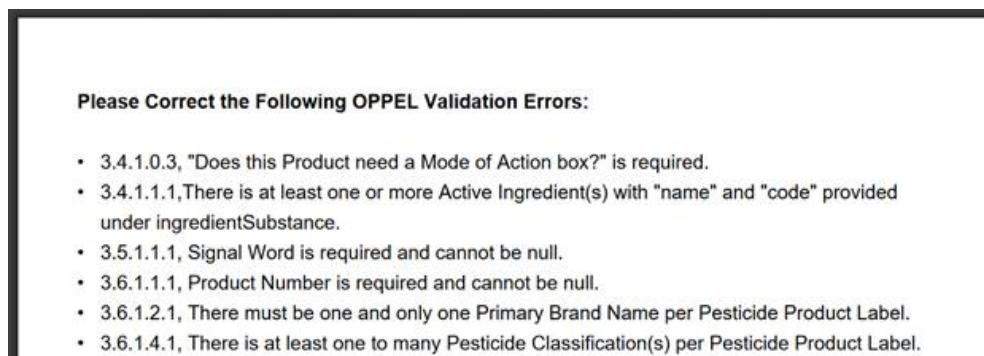 Please Correct the Following OPPEL Validation Errors:
• 3.4.1.0.3, "Does this Product need a Mode of Action box?" is required.
• 3.4.1.1.1,There is at least one or more Active Ingredient(s) with "name" and "code" provided
under ingredientSubstance.
• 3.5.1.1.1, Signal Word is required and cannot be null.
• 3.6.1.1.1, Product Number is required and cannot be null.
• 3.6.1.2.1, There must be one and only one Primary Brand Name per Pesticide Product Label.
• 3.6.1.4.1, There is at least one to many Pesticide Classification(s) per Pesticide Product Label.